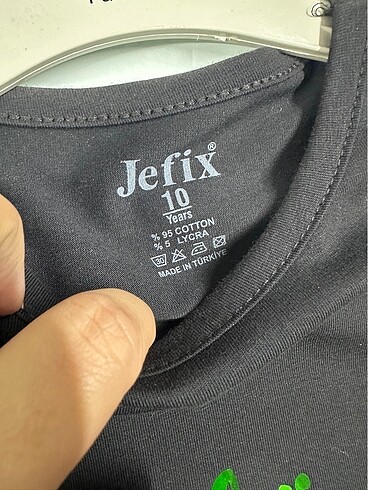 Jefix®
10
Years
% 95 COTTON
% 5 LYCRA
30
MADE IN TÜRKİYE